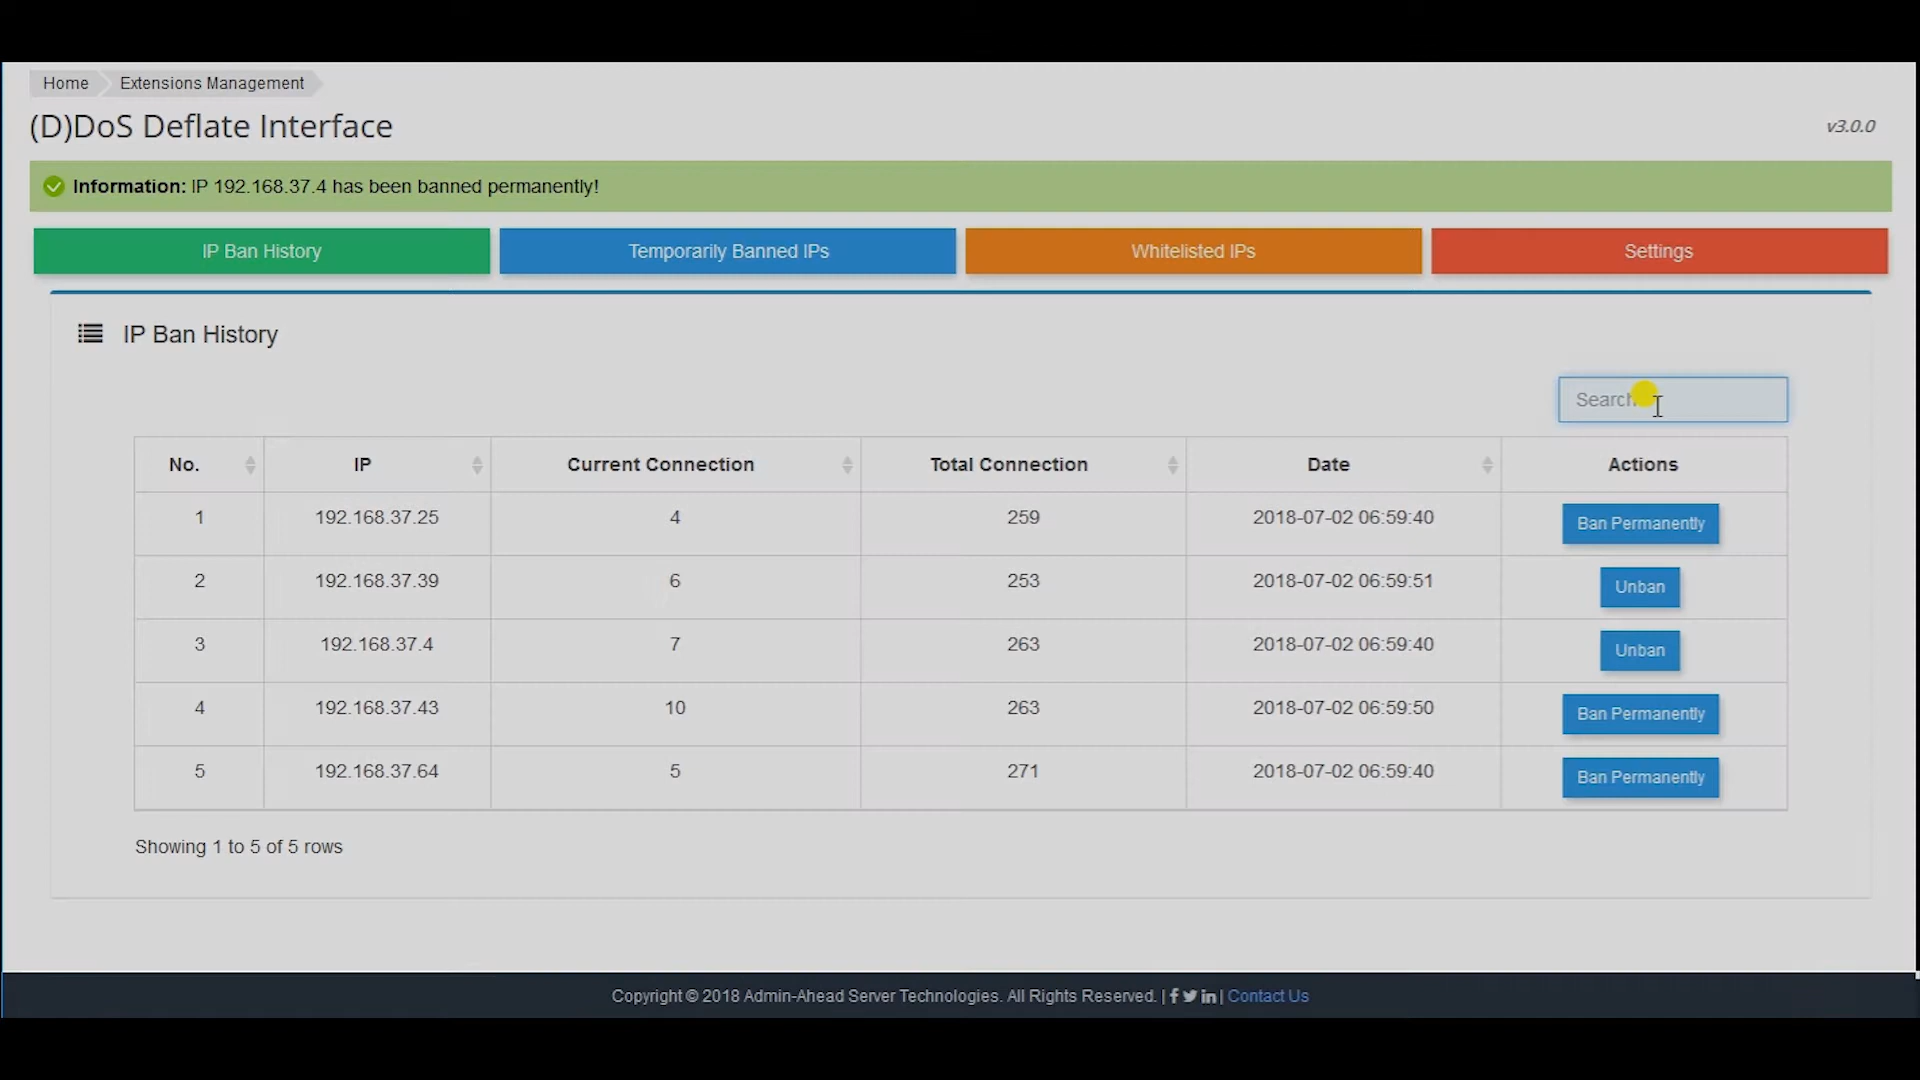 Home Extensions Management
(D)DoS Deflate Interface v3.0.0
Information: IP 192.168.37.4 has been banned permanently!
IP Ban History Temporarily Banned IPs Whitelisted IPs Settings
IP Ban History
Search
No. IP Current Connection Total Connection Date Actions
1 192.168.37.25 4 259 2018-07-02 06:59:40 Ban Permanently
2 192.168.37.39 6 253 2018-07-02 06:59:51 Unban
3 192.168.37.4 7 263 2018-07-02 06:59:40 Unban
4 192.168.37.43 10 263 2018-07-02 06:59:50 Ban Permanently
5 192.168.37.64 5 271 2018-07-02 06:59:40 Ban Permanently
Showing 1 to 5 of 5 rows
Copyright © 2018 Admin-Ahead Server Technologies. All Rights Reserved. | f in | Contact Us